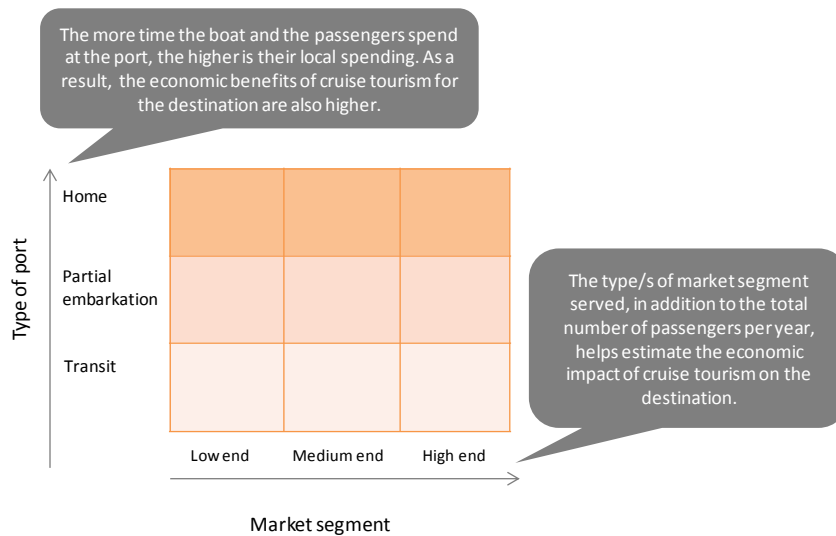 The more time the boat and the passengers spend
at the port, the higher is their local spending. As a
result, the economic benefits of cruise tourism for
the destination are also higher.
Type of port
Home
Partial
embarkation
Transit
The type/s of market segment
served, in addition to the total
number of passengers per year,
helps estimate the economic
impact of cruise tourism on the
destination.
Low end
Medium end
High end
Market segment